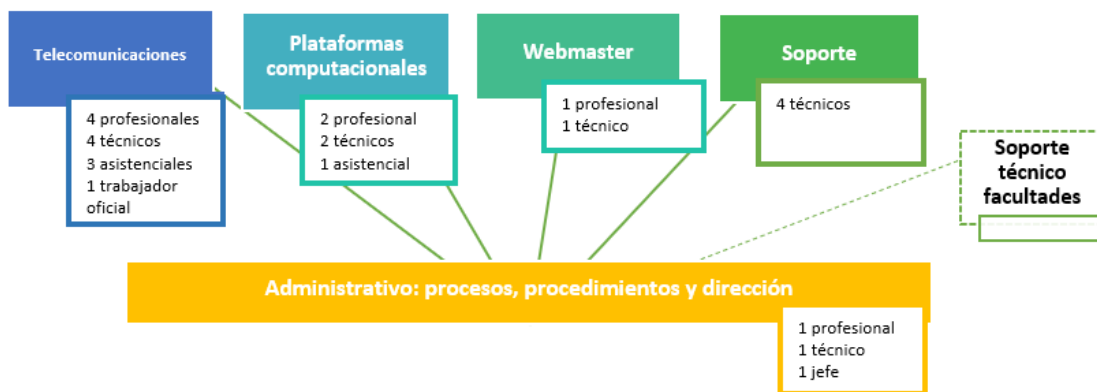 Telecomunicaciones
4 profesionales
4 técnicos
3 asistenciales
1 trabajador
oficial
Plataformas
computacionales
2 profesional
2 técnicos
1 asistencial
Webmaster
1 profesional
1 técnico
Soporte
4 técnicos
Soporte
técnico
facultades
Administrativo: procesos, procedimientos y dirección
1 profesional
1 técnico
1 jefe